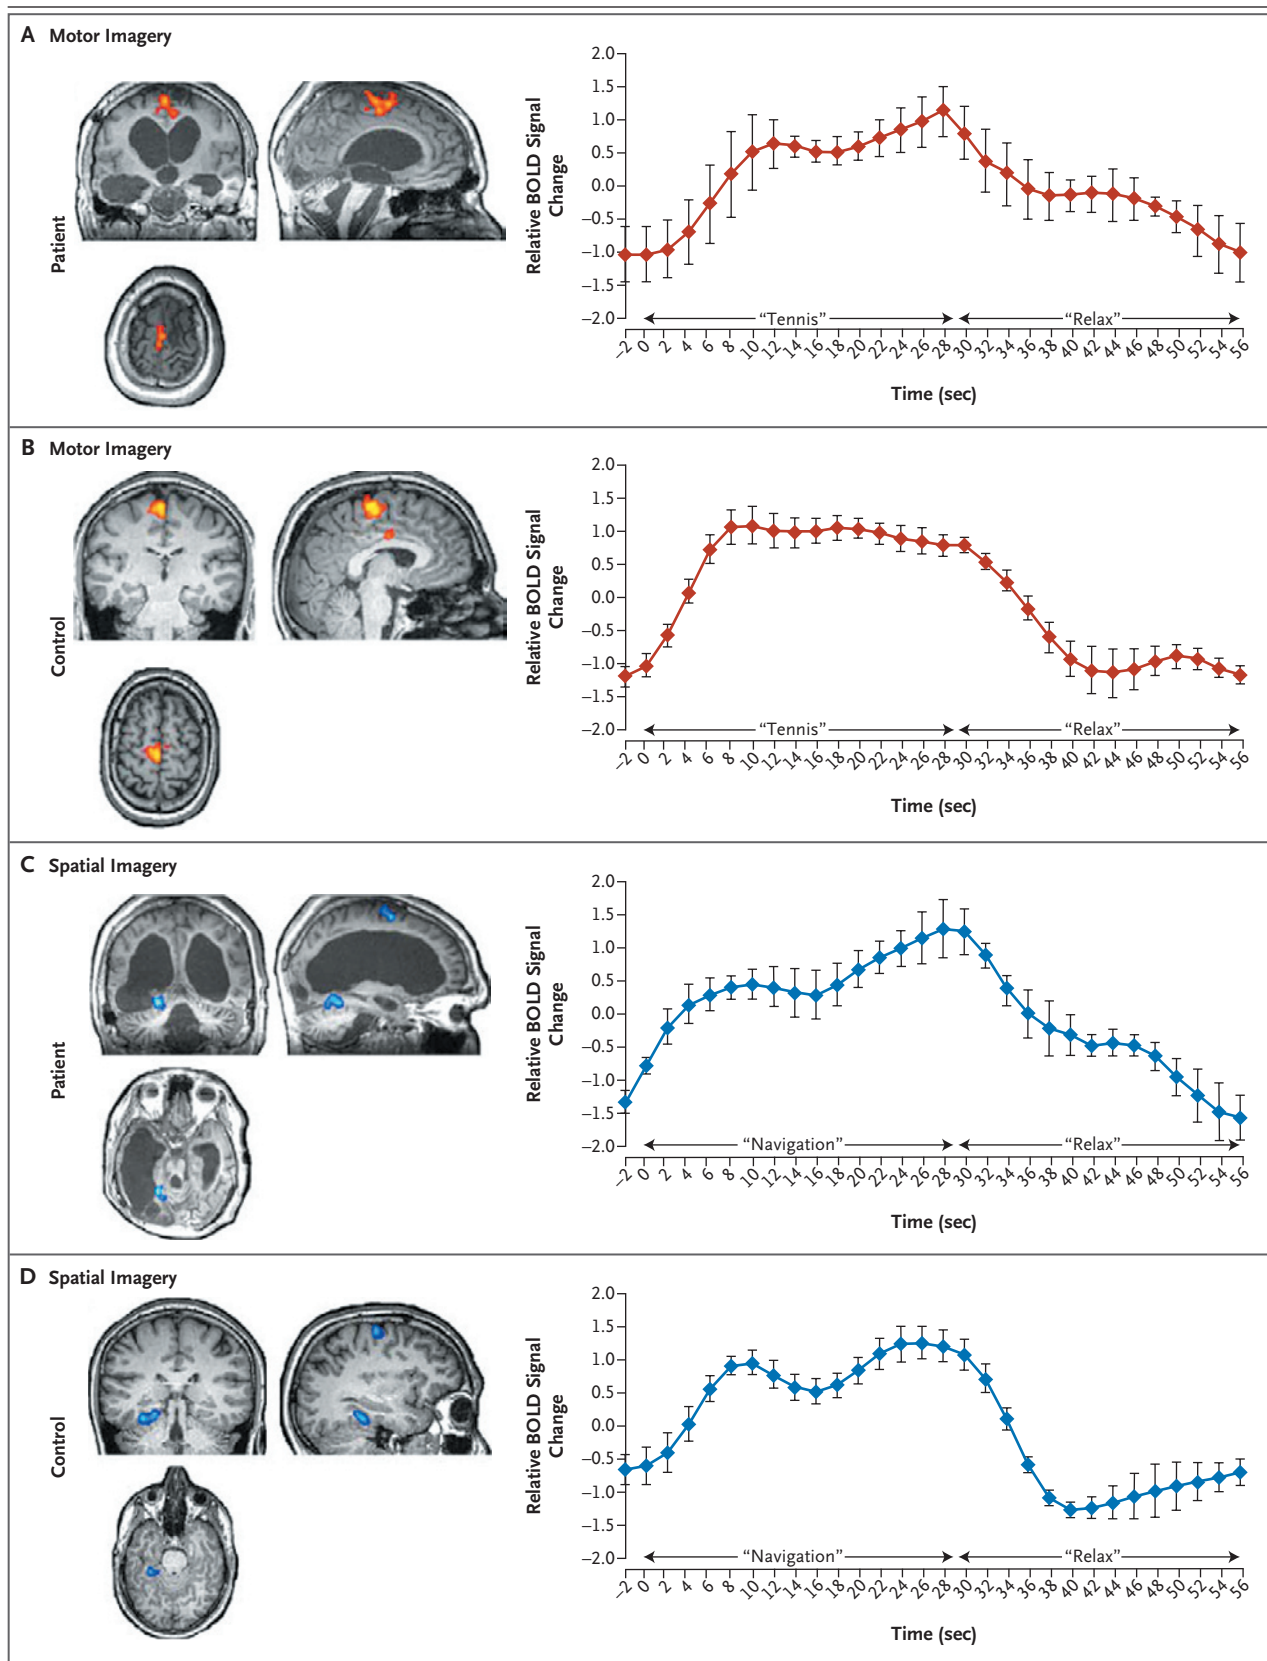 A Motor Imagery
Patient
Relative BOLD Signal
Change
2.0
1.5
1.0
0.5
0.0
−0.5
−1.0
−1.5
−2.0
“Tennis”
“Relax”
−2 0 2 4 6 8 10 12 14 16 18 20 22 24 26 28 30 32 34 36 38 40 42 44 46 48 50 52 54 56
Time (sec)
B Motor Imagery
Control
Relative BOLD Signal
Change
2.0
1.5
1.0
0.5
0.0
−0.5
−1.0
−1.5
−2.0
“Tennis”
“Relax”
−2 0 2 4 6 8 10 12 14 16 18 20 22 24 26 28 30 32 34 36 38 40 42 44 46 48 50 52 54 56
Time (sec)
C Spatial Imagery
Patient
Relative BOLD Signal
Change
2.0
1.5
1.0
0.5
0.0
−0.5
−1.0
−1.5
−2.0
“Navigation”
“Relax”
−2 0 2 4 6 8 10 12 14 16 18 20 22 24 26 28 30 32 34 36 38 40 42 44 46 48 50 52 54 56
Time (sec)
D Spatial Imagery
Control
Relative BOLD Signal
Change
2.0
1.5
1.0
0.5
0.0
−0.5
−1.0
−1.5
−2.0
“Navigation”
“Relax”
−2 0 2 4 6 8 10 12 14 16 18 20 22 24 26 28 30 32 34 36 38 40 42 44 46 48 50 52 54 56
Time (sec)